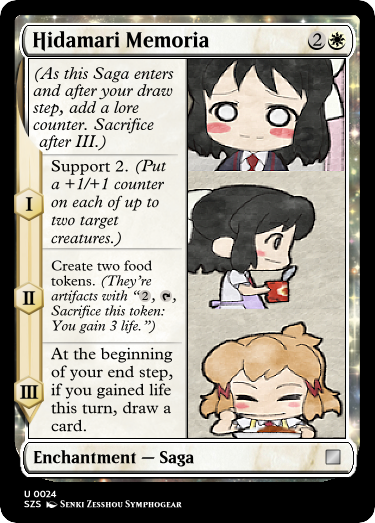 Hidamari Memoria 2
(As this Saga enters
and after your draw
step, add a lore
counter. Sacrifice
after III.)
I
Support 2. (Put
a +1/+1 counter
on each of up to
two target
creatures.)
II
Create two food
tokens. (They're
artifacts with “2, ,
Sacrifice this token:
You gain 3 life.”)
III
At the beginning
of your end step,
if you gained life
this turn, draw a
card.
Enchantment — Saga
U 0024
SZS Senki Zesshou Symphogear